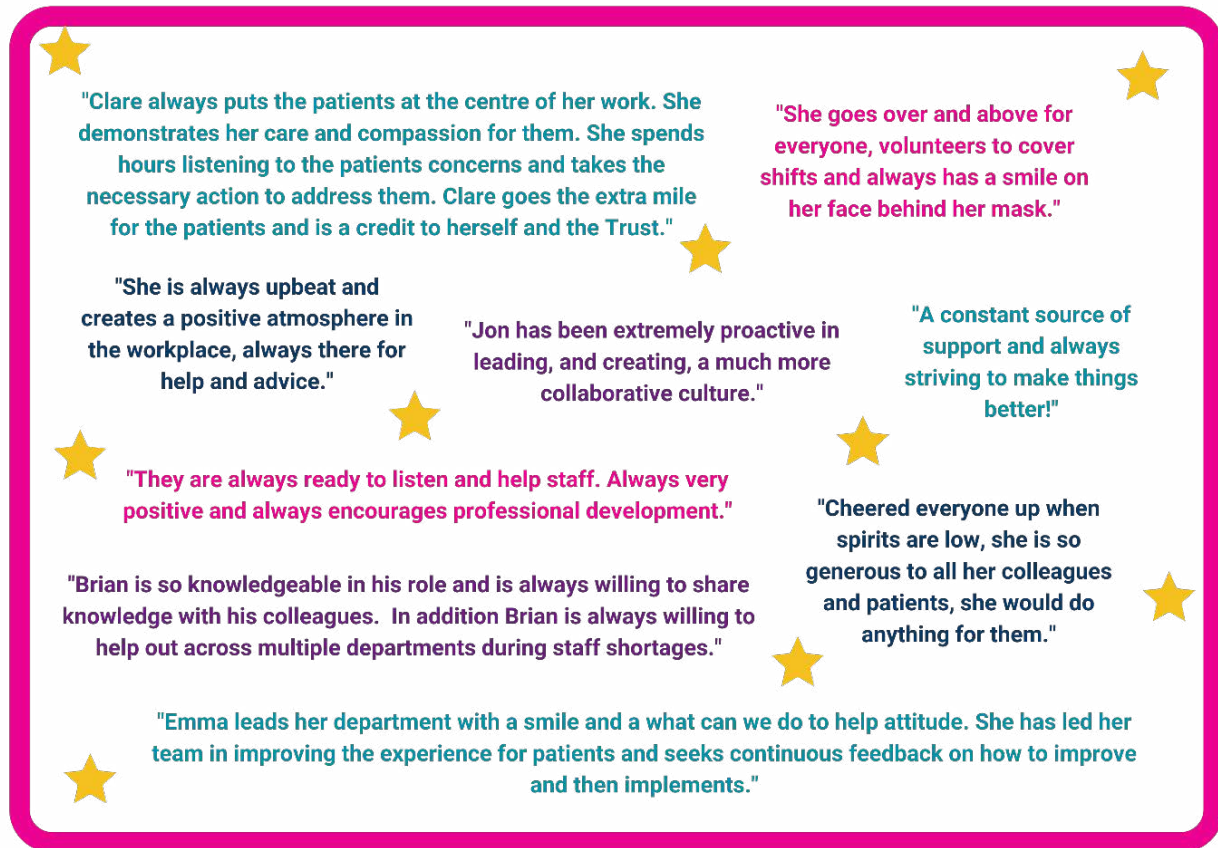 "Clare always puts the patients at the centre of her work. She
demonstrates her care and compassion for them. She spends
hours listening to the patients concerns and takes the
necessary action to address them. Clare goes the extra mile
for the patients and is a credit to herself and the Trust."
"She goes over and above for
everyone, volunteers to cover
shifts and always has a smile on
her face behind her mask."
"She is always upbeat and
creates a positive atmosphere in
the workplace, always there for
help and advice."
"Jon has been extremely proactive in
leading, and creating, a much more
collaborative culture."
"A constant source of
support and always
striving to make things
better!"
"They are always ready to listen and help staff. Always very
positive and always encourages professional development."
"Cheered everyone up when
spirits are low, she is so
generous to all her colleagues
and patients, she would do
anything for them."
"Brian is so knowledgeable in his role and is always willing to share
knowledge with his colleagues.  In addition Brian is always willing to
help out across multiple departments during staff shortages."
"Emma leads her department with a smile and a what can we do to help attitude. She has led her
team in improving the experience for patients and seeks continuous feedback on how to improve
and then implements."